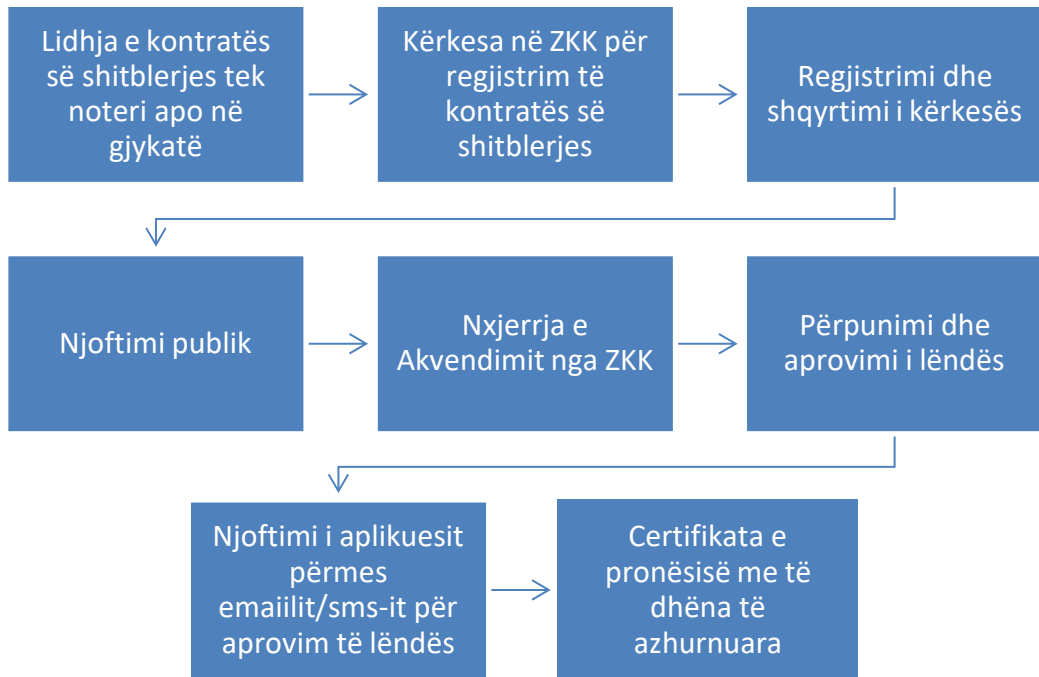 Lidhja e kontratës
së shitblerjes tek
noteri apo në
gjykatë
Kërkesa në ZKK për
regjistrim të
kontratës së
shitblerjes
Regjistrimi dhe
shqyrtimi i kërkesës
Njoftimi publik
Nxjerrja e
Akvendimit nga ZKK
Përpunimi dhe
aprovimi i lëndës
Njoftimi i aplikuesit
përmes
emaiilit/sms-it për
aprovim të lëndës
Certifikata e
pronësisë me të
dhëna të
azhurnuara